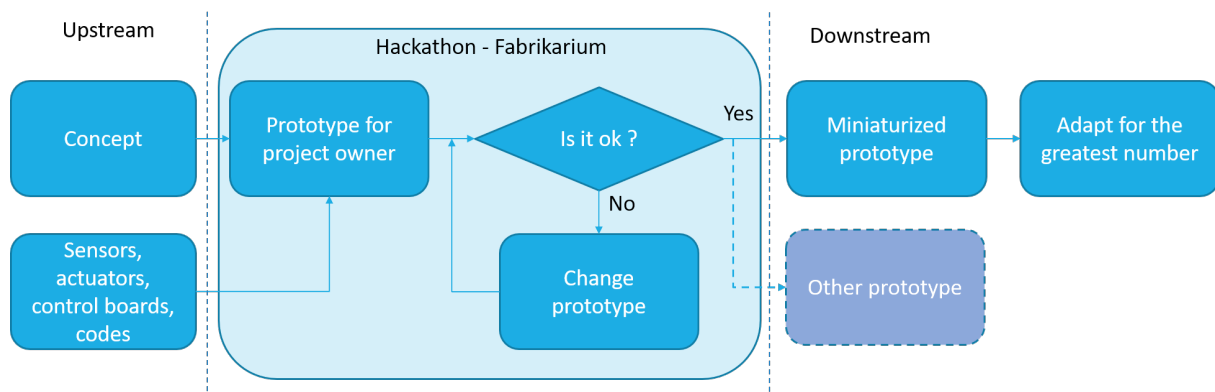 Upstream
Hackathon - Fabrikarium
Downstream
Concept
Prototype for
project owner
Is it ok ?
Yes
Miniaturized
prototype
Adapt for the
greatest number
No
Sensors,
actuators,
control boards,
codes
Change
prototype
Other prototype